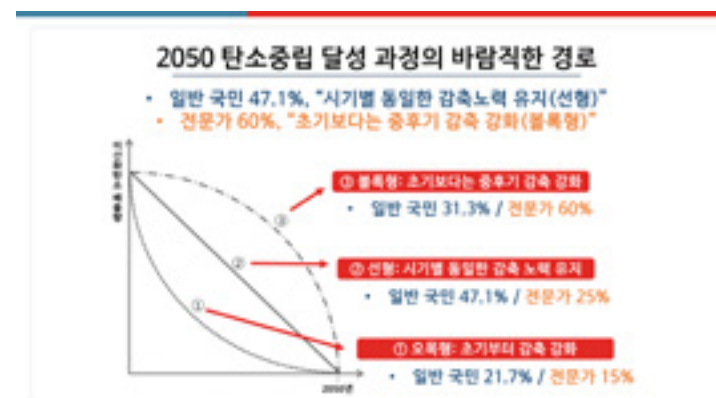 2050 탄소중립 달성 과정의 바람직한 경로
• 일반 국민 47.1%, “시기별 동일한 감축노력 유지(선형)”
• 전문가 60%, “초기보다는 중후기 감축 강화(볼록형)”
③ 볼록형: 초기보다는 중후기 감축 강화
• 일반 국민 31.3% / 전문가 60%
③
② 선형: 시기별 동일한 감축 노력 유지
②
• 일반 국민 47.1% / 전문가 25%
①
① 오목형: 초기부터 감축 강화
• 일반 국민 21.7% / 전문가 15%
2050년